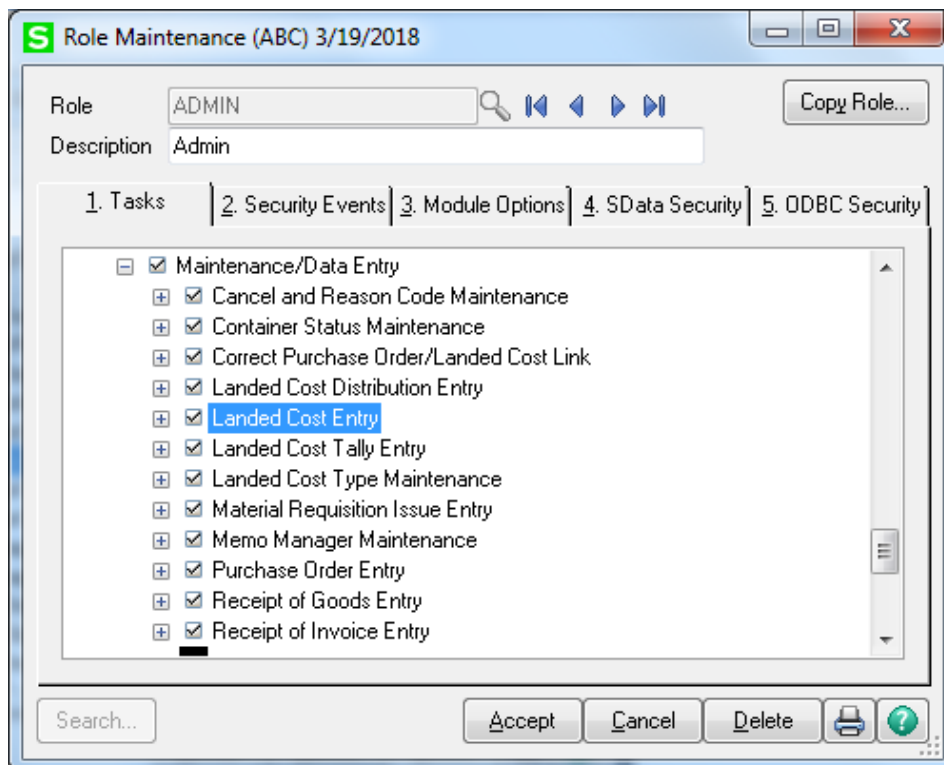 S Role Maintenance (ABC) 3/19/2018
Role ADMIN Copy Role...
Description Admin
1. Tasks 2. Security Events 3. Module Options 4. SData Security 5. ODBC Security
Maintenance/Data Entry
Cancel and Reason Code Maintenance
Container Status Maintenance
Correct Purchase Order/Landed Cost Link
Landed Cost Distribution Entry
Landed Cost Entry
Landed Cost Tally Entry
Landed Cost Type Maintenance
Material Requisition Issue Entry
Memo Manager Maintenance
Purchase Order Entry
Receipt of Goods Entry
Receipt of Invoice Entry
Search... Accept Cancel Delete ?